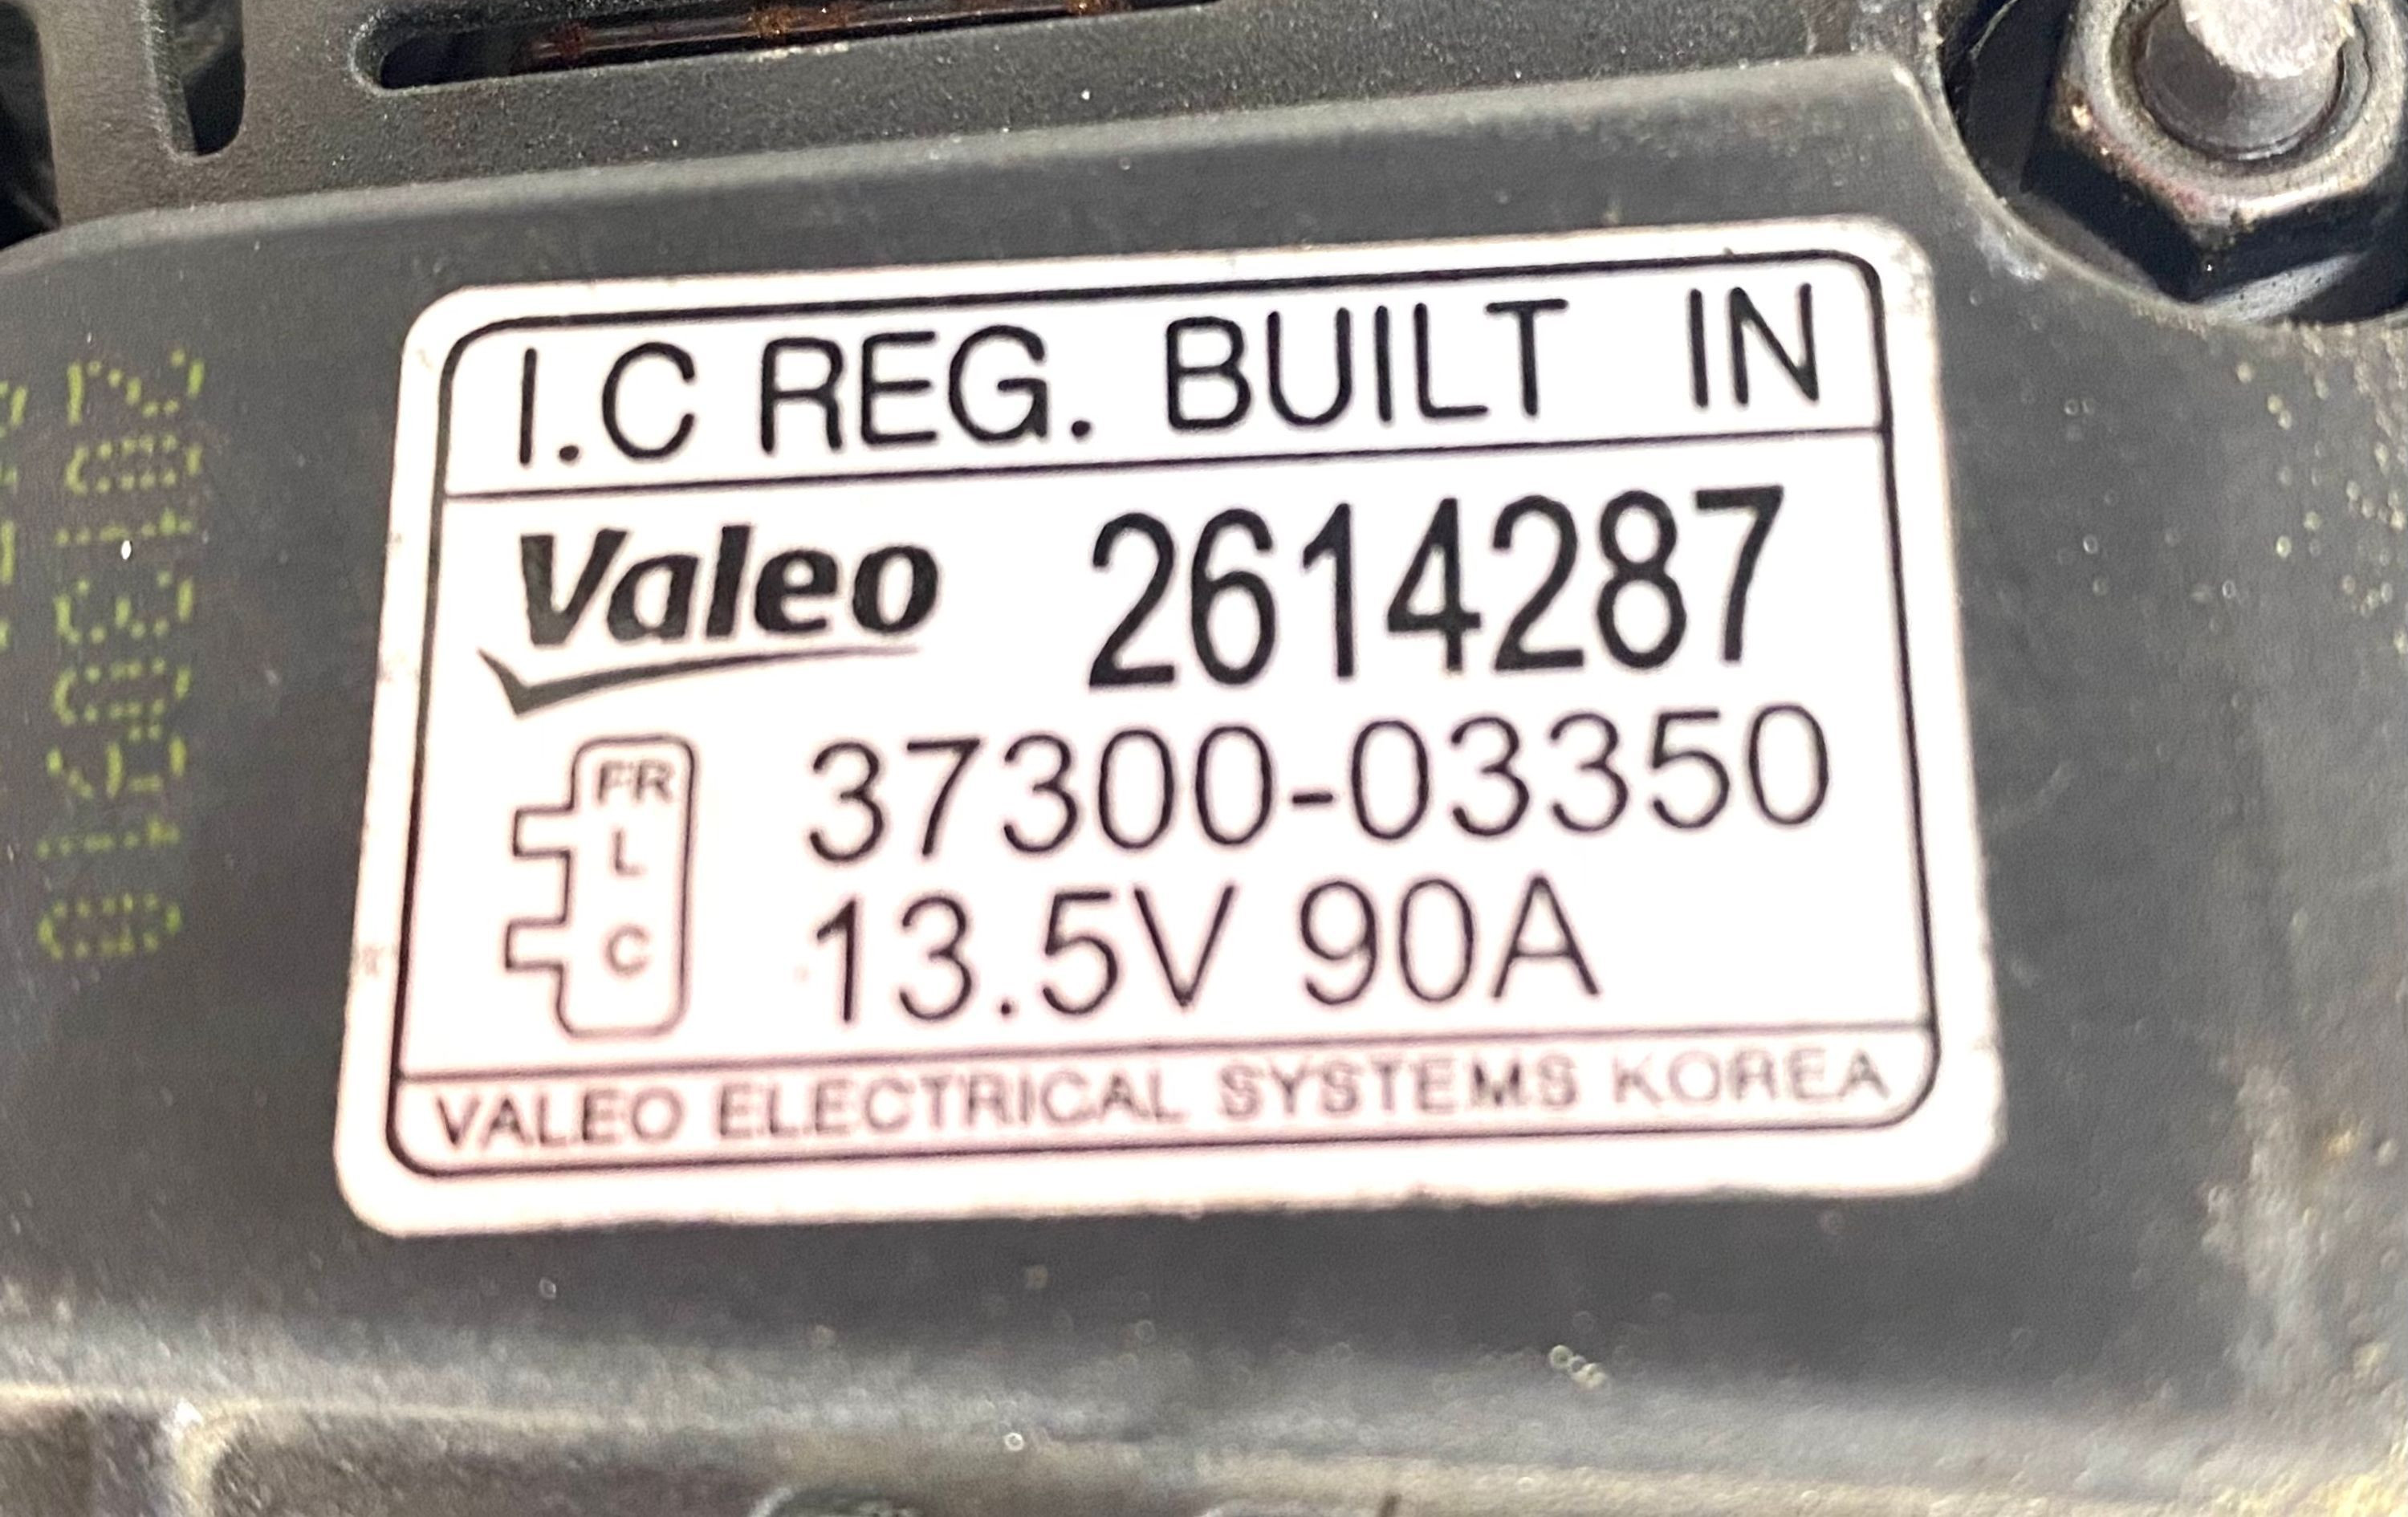 I.C REG. BUILT IN
Valeo 2614287
FR
L
C
37300-03350
13.5V 90A
VALEO ELECTRICAL SYSTEMS KOREA